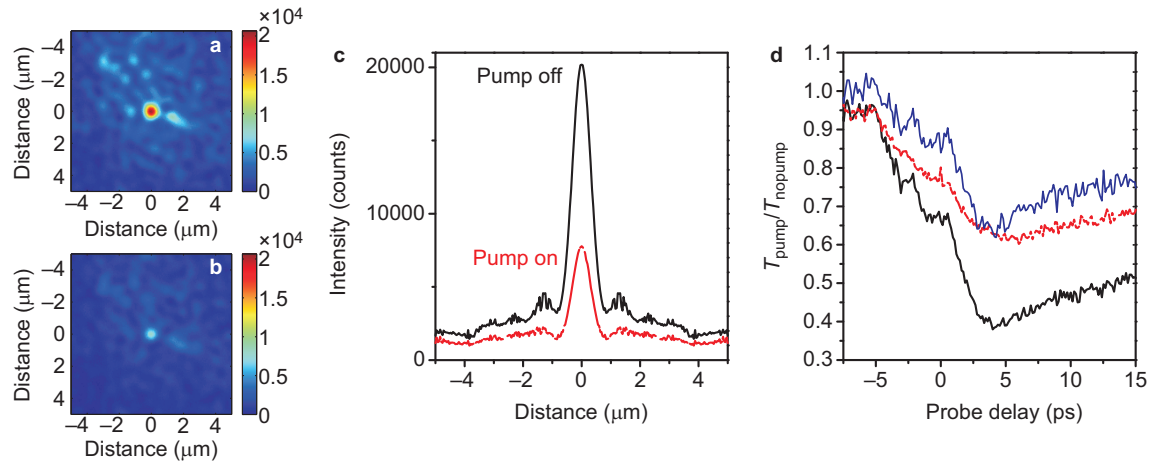 a
×10⁴
−4
−2
0
2
4
Distance (μm)
2
1.5
1
0.5
0
−4 −2 0 2 4
Distance (μm)
b
×10⁴
−4
−2
0
2
4
Distance (μm)
2
1.5
1
0.5
0
−4 −2 0 2 4
Distance (μm)
c
20000
10000
0
Intensity (counts)
Pump off
Pump on
−4 −2 0 2 4
Distance (μm)
d
1.1
1.0
0.9
0.8
0.7
0.6
0.5
0.4
0.3
Tpump/Tnopump
−5 0 5 10 15
Probe delay (ps)